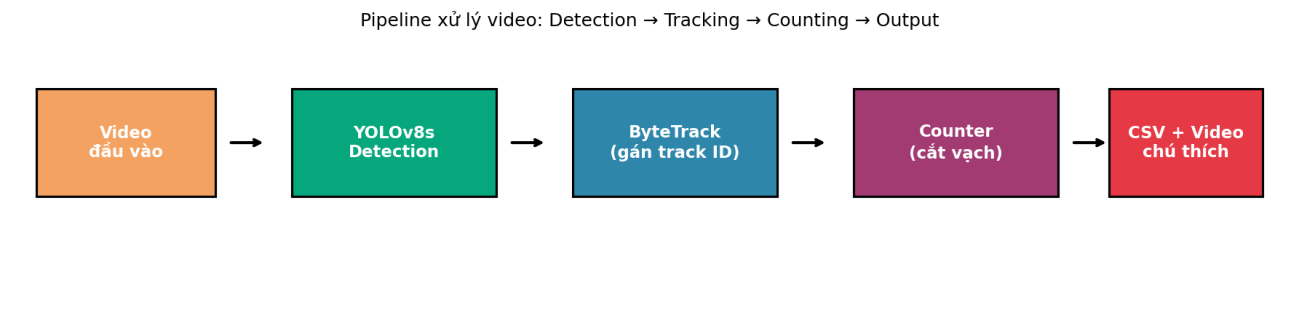 Pipeline xử lý video: Detection → Tracking → Counting → Output
Video
đầu vào
YOLOv8s
Detection
ByteTrack
(gán track ID)
Counter
(cắt vạch)
CSV + Video
chú thích